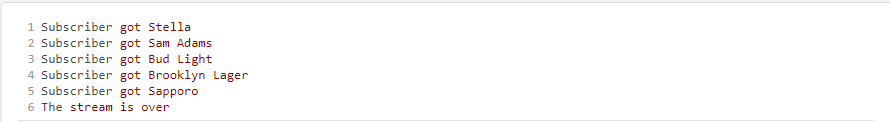 1 Subscriber got Stella
2 Subscriber got Sam Adams
3 Subscriber got Bud Light
4 Subscriber got Brooklyn Lager
5 Subscriber got Sapporo
6 The stream is over